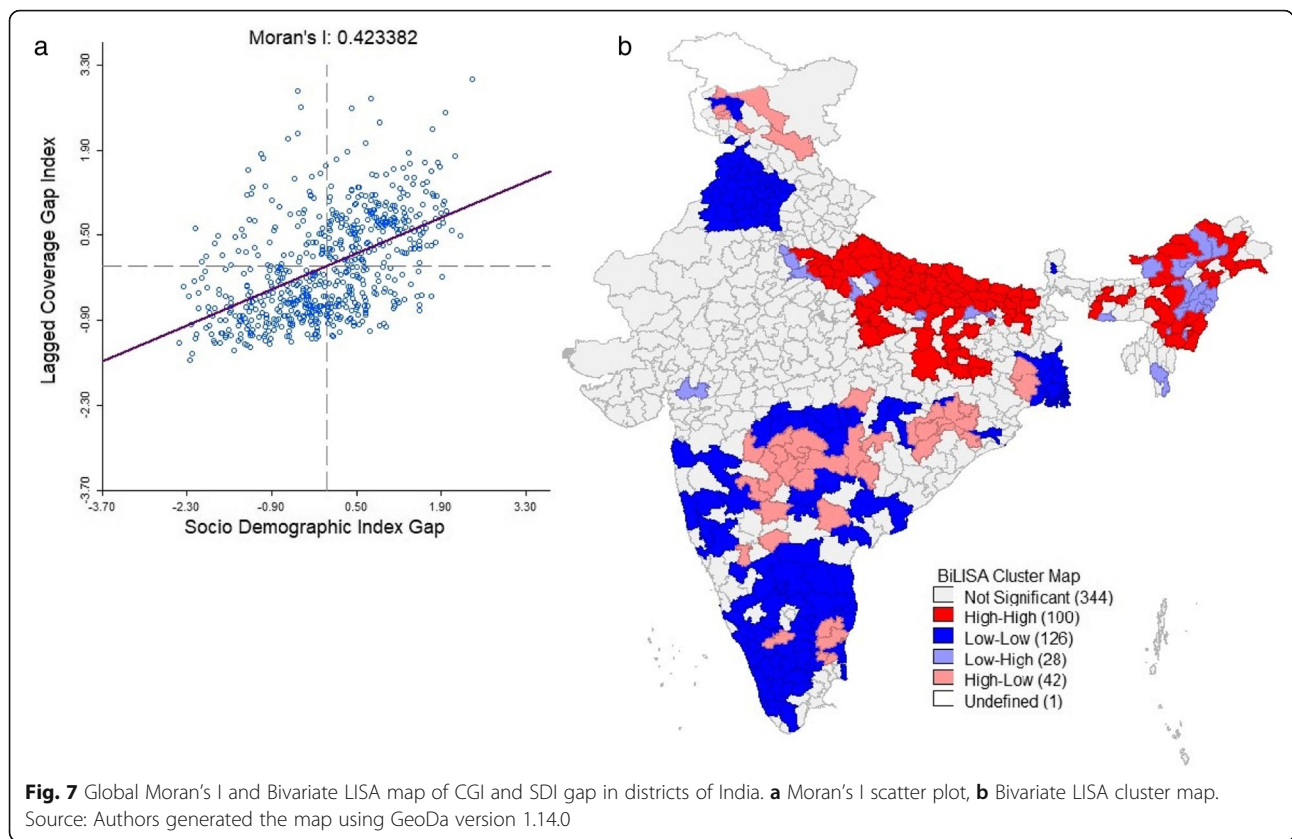 a
Moran's I: 0.423382
3.30
1.90
0.50
-0.90
-2.30
-3.70
Lagged Coverage Gap Index
-3.70 -2.30 -0.90 0.50 1.90 3.30
Socio Demographic Index Gap
b
BiLISA Cluster Map
Not Significant (344)
High-High (100)
Low-Low (126)
Low-High (28)
High-Low (42)
Undefined (1)
Fig. 7 Global Moran's I and Bivariate LISA map of CGI and SDI gap in districts of India. a Moran's I scatter plot, b Bivariate LISA cluster map.
Source: Authors generated the map using GeoDa version 1.14.0